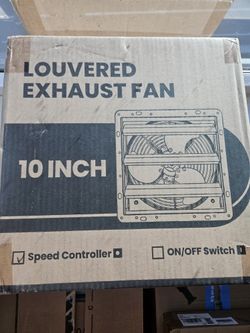 LOUVERED
EXHAUST FAN
10 INCH
Speed Controller
ON/OFF Switch